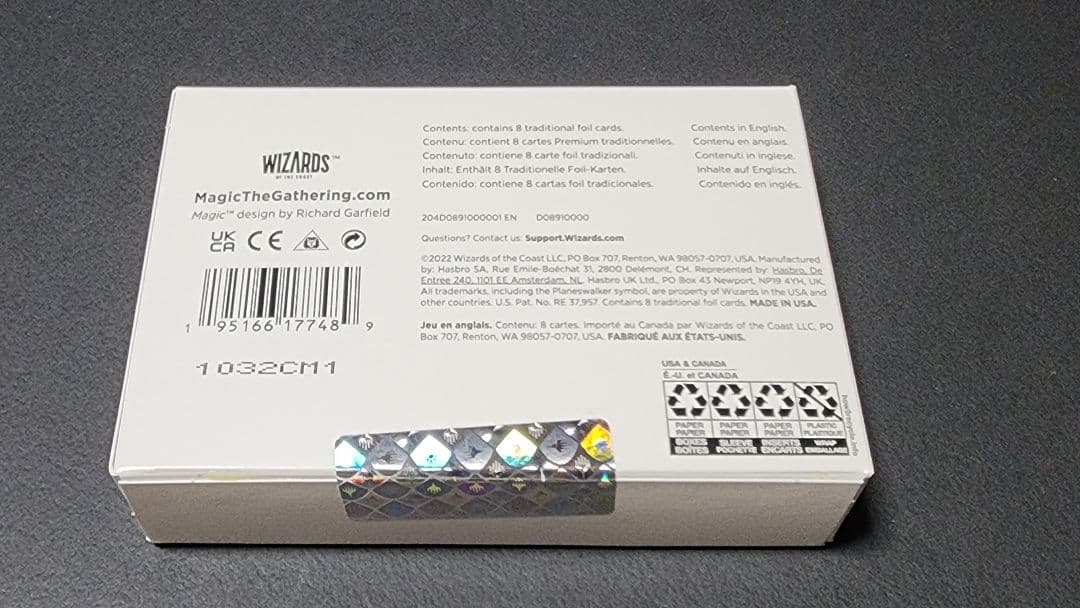 WIZARDS™
OF THE COAST
MagicTheGathering.com
Magic™ design by Richard Garfield
UK
CA CE
1 95166 17748 9
1032CM1
Contents: contains 8 traditional foil cards.
Contenu: contient 8 cartes Premium traditionnelles.
Contenuto: contiene 8 carte foil tradizionali.
Inhalt: Enthält 8 Traditionelle Foil-Karten.
Contenido: contiene 8 cartas foil tradicionales.
Contents in English.
Contenu en anglais.
Contenuti in inglese.
Inhalte auf Englisch.
Contenido en inglés.
204D0891000001 EN D08910000
Questions? Contact us: Support.Wizards.com
©2022 Wizards of the Coast LLC, PO Box 707, Renton, WA 98057-0707, USA. Manufactured
by: Hasbro SA, Rue Emile-Boéchat 31, 2800 Delémont, CH. Represented by: Hasbro, De
Entree 240, 1101 EE Amsterdam, NL. Hasbro UK Ltd., PO Box 43 Newport, NP19 4YH, UK.
All trademarks, including the Planeswalker symbol, are property of Wizards in the USA and
other countries. U.S. Pat. No. RE 37,957. Contains 8 traditional foil cards. MADE IN USA.
Jeu en anglais. Contenu: 8 cartes. Importé au Canada par Wizards of the Coast LLC, PO
Box 707, Renton, WA 98057-0707, USA. FABRIQUÉ AUX ÉTATS-UNIS.
USA & CANADA
É.-U. et CANADA
PAPER PAPER PAPER PLASTIC
PAPIER PAPIER PAPIER PLASTIQUE
BOXES SLEEVE INSERTS WRAP
BOÎTES POCHETTE ENCARTS EMBALLAGE
how2recycle.info